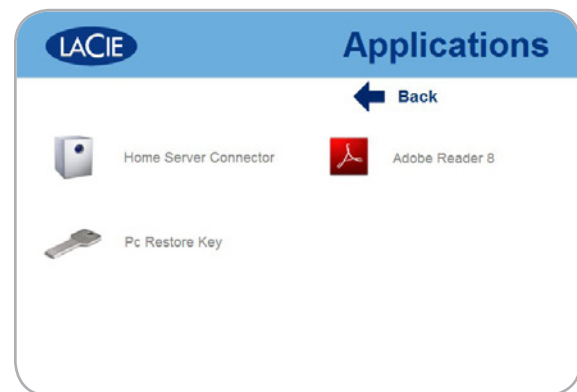 LACIE
Applications
Back
Home Server Connector
Adobe Reader 8
Pc Restore Key